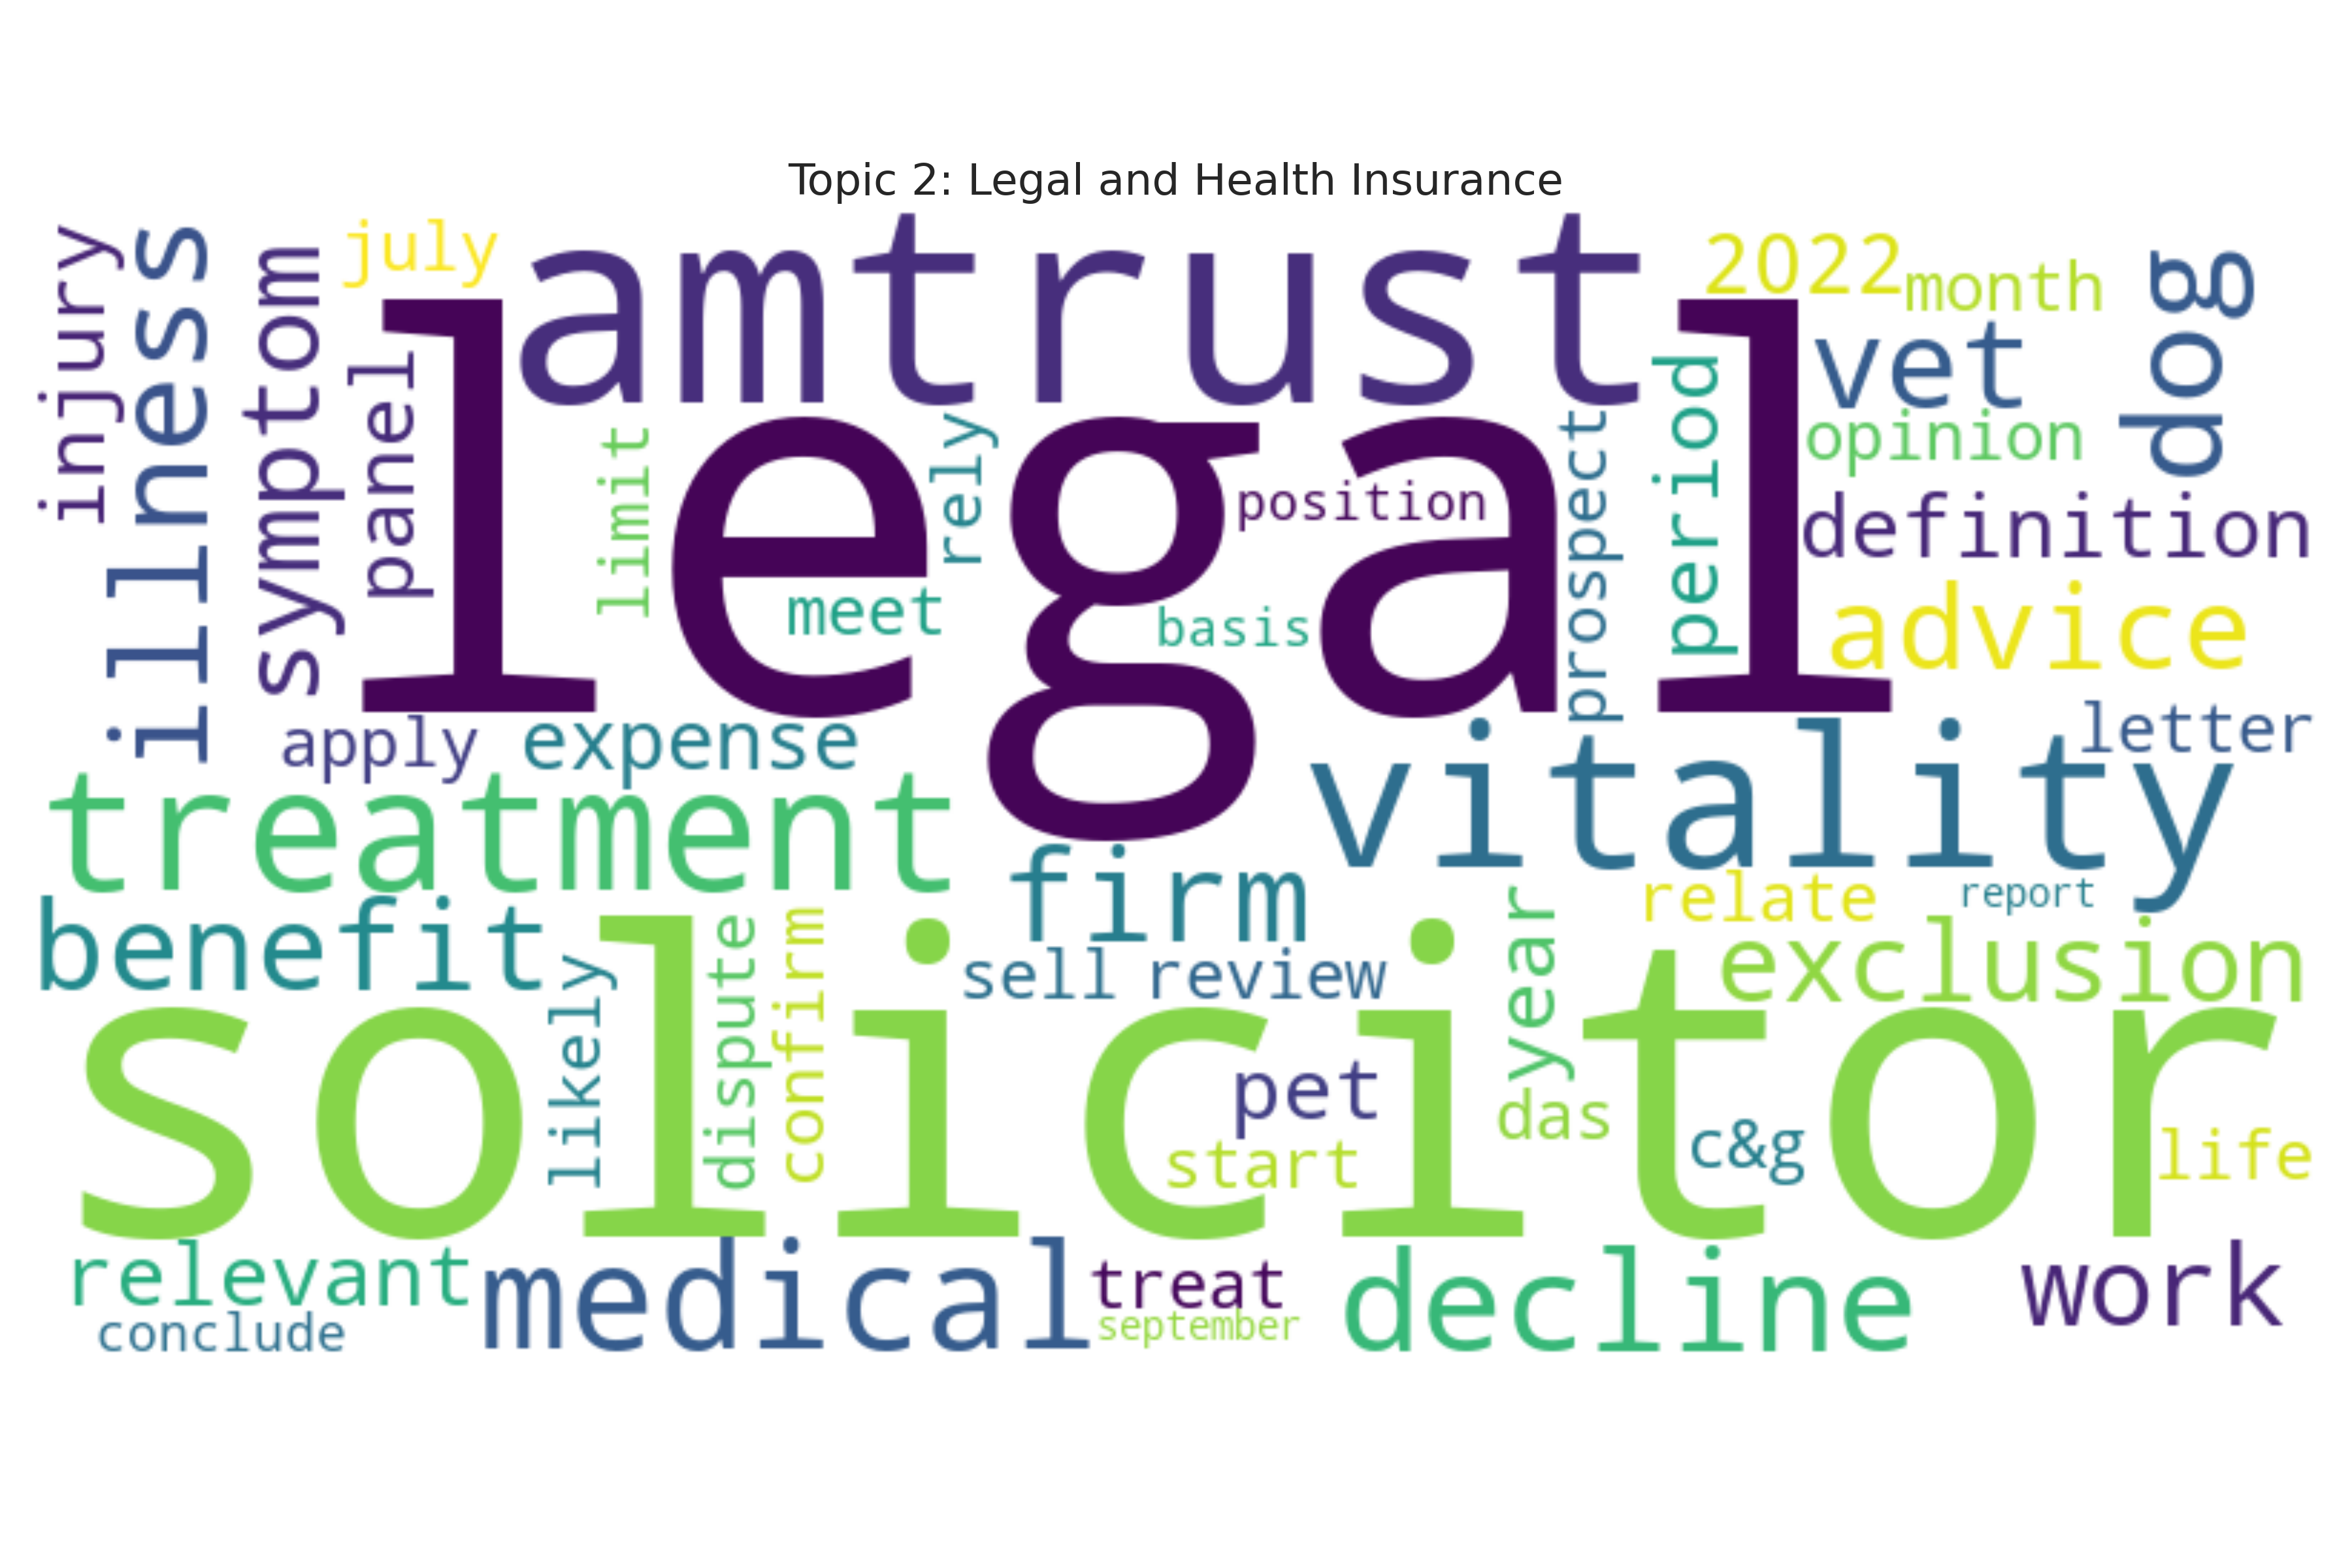 Topic 2: Legal and Health Insurance
injury
illness
symptom
july
panel
amtrust
legal
limit
rely
position
meet
basis
prospect
period
2022
month
vet
dog
opinion
definition
advice
letter
apply
expense
treatment
vitality
firm
benefit
relate
report
sell review
year
exclusion
solicitor
likely
dispute
confirm
pet
start
das
c&g
life
relevant
medical
treat
decline
work
conclude
september